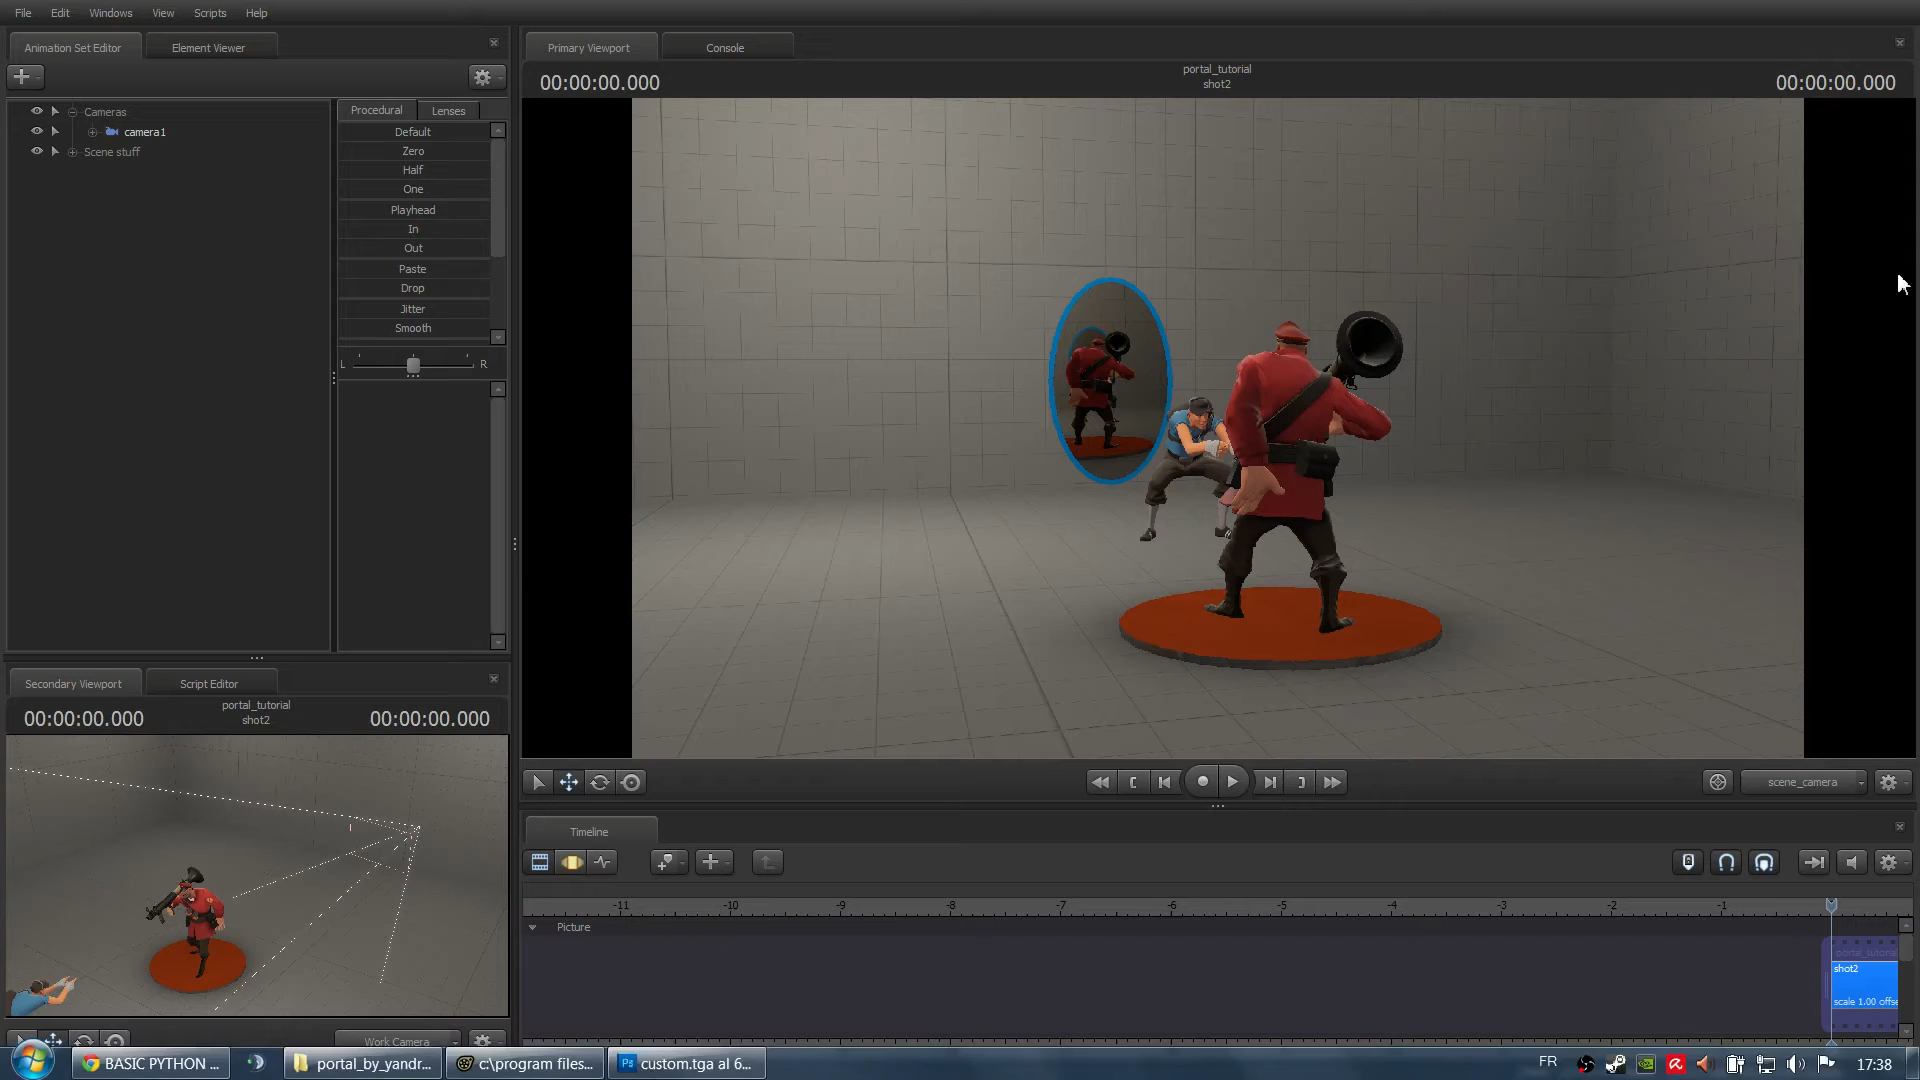 File Edit Windows View Scripts Help
Animation Set Editor Element Viewer
Cameras
camera1
Scene stuff
Procedural Lenses
Default
Zero
Half
One
Playhead
In
Out
Paste
Drop
Jitter
Smooth
L R
Secondary Viewport Script Editor
portal_tutorial
00:00:00.000 shot2 00:00:00.000
Work Camera
Primary Viewport Console
portal_tutorial
00:00:00.000 shot2 00:00:00.000
scene_camera
Timeline
-11 -10 -9 -8 -7 -6 -5 -4 -3 -2 -1
Picture
portal_tutorial
shot2
scale 1.00 offse
BASIC PYTHON ... portal_by_yandr... c:\program files... Ps custom.tga al 6... FR 17:38